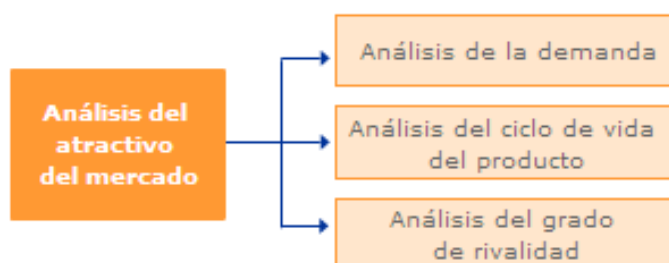 Análisis del
atractivo
del mercado
Análisis de la demanda
Análisis del ciclo de vida
del producto
Análisis del grado
de rivalidad